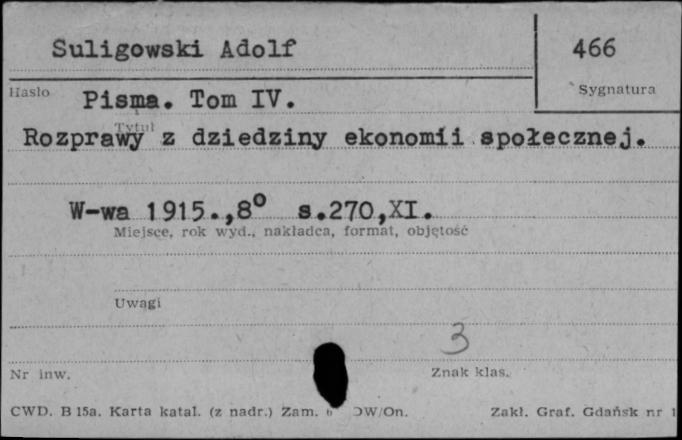 Suligowski Adolf
466
Hasło
Sygnatura
Pisma. Tom IV.
Tytuł
Rozprawy z dziedziny ekonomii społecznej.
W-wa 1915.,8° s.270,XI.
Miejsce, rok wyd., nakładca, format, objętość
Uwagi
3
Nr inw.
Znak klas.
CWD. B 15a. Karta katal. (z nadr.) Zam. OW/On.
Zakł. Graf. Gdańsk nr 1